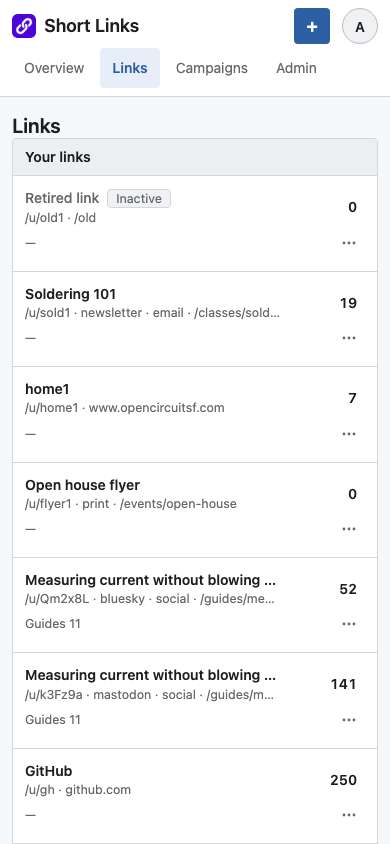 Short Links
+
A
Overview Links Campaigns Admin
Links
Your links
Retired link Inactive
0
/u/old1 · /old
— ···
Soldering 101
19
/u/sold1 · newsletter · email · /classes/sold...
— ···
home1
7
/u/home1 · www.opencircuitsf.com
— ···
Open house flyer
0
/u/flyer1 · print · /events/open-house
— ···
Measuring current without blowing ...
52
/u/Qm2x8L · bluesky · social · /guides/me...
Guides 11 ···
Measuring current without blowing ...
141
/u/k3Fz9a · mastodon · social · /guides/m...
Guides 11 ···
GitHub
250
/u/gh · github.com
— ···